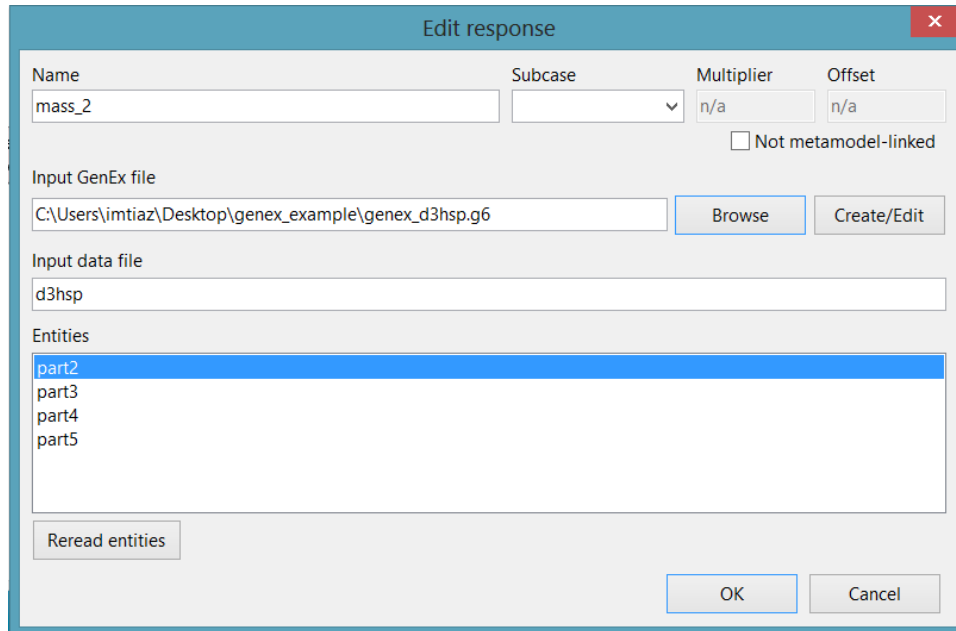 Edit response
Name Subcase Multiplier Offset
mass_2 n/a n/a
Not metamodel-linked
Input GenEx file
C:\Users\imtiaz\Desktop\genex_example\genex_d3hsp.g6 Browse Create/Edit
Input data file
d3hsp
Entities
part2
part3
part4
part5
Reread entities
OK Cancel